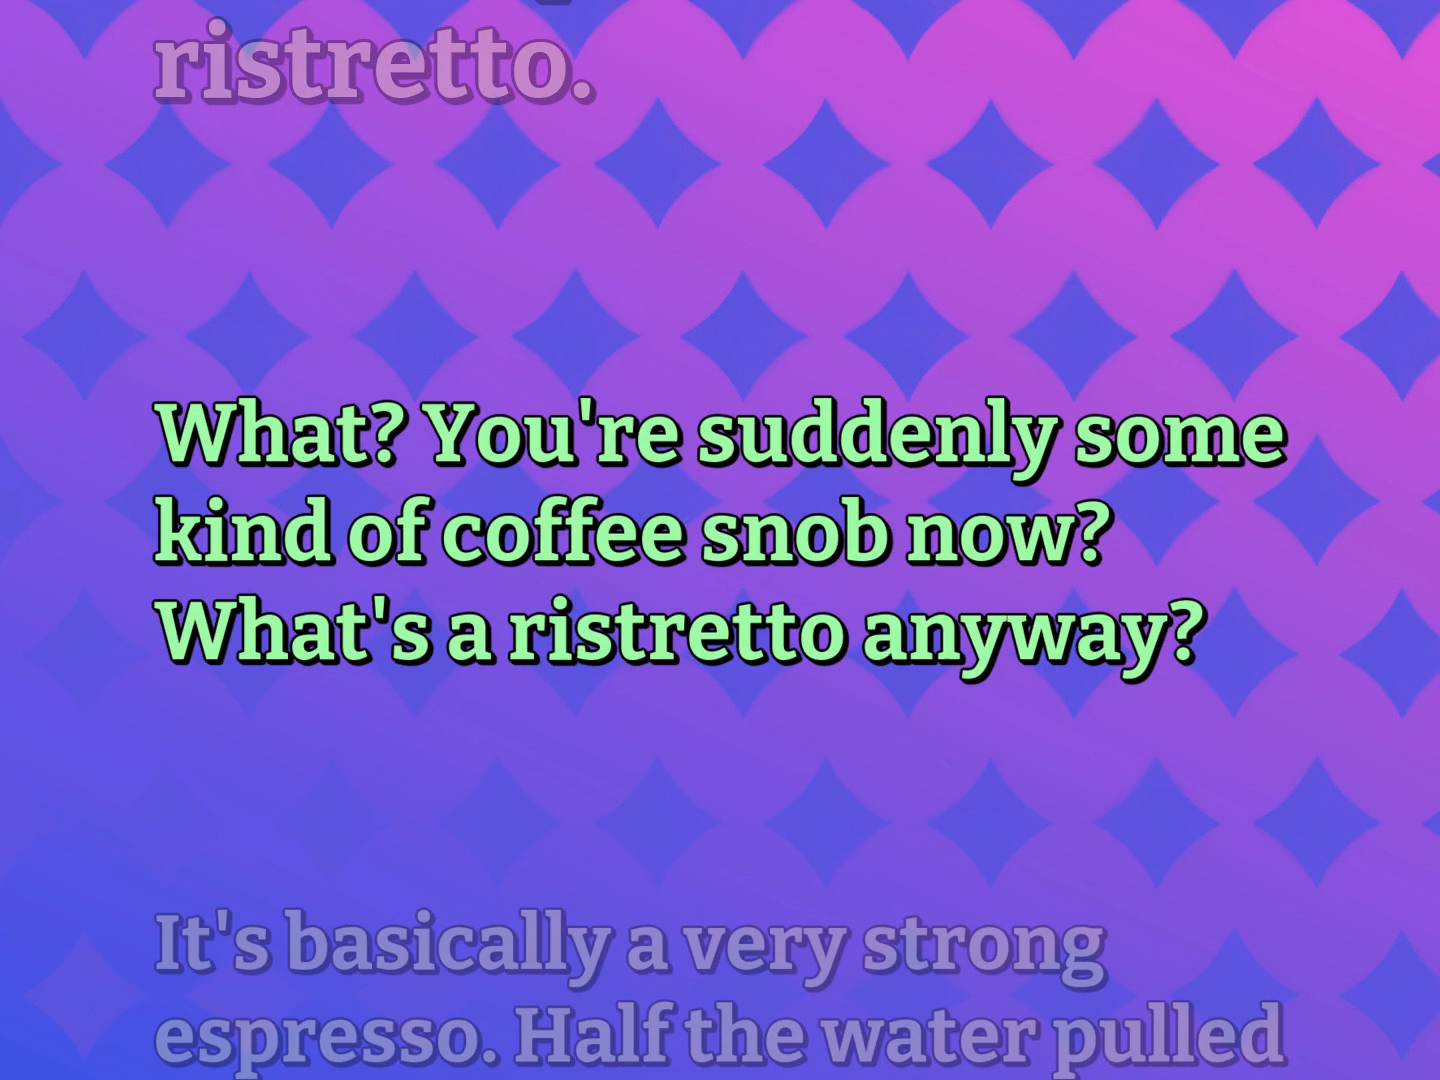 ristretto.
What? You're suddenly some
kind of coffee snob now?
What's a ristretto anyway?
It's basically a very strong
espresso. Half the water pulled